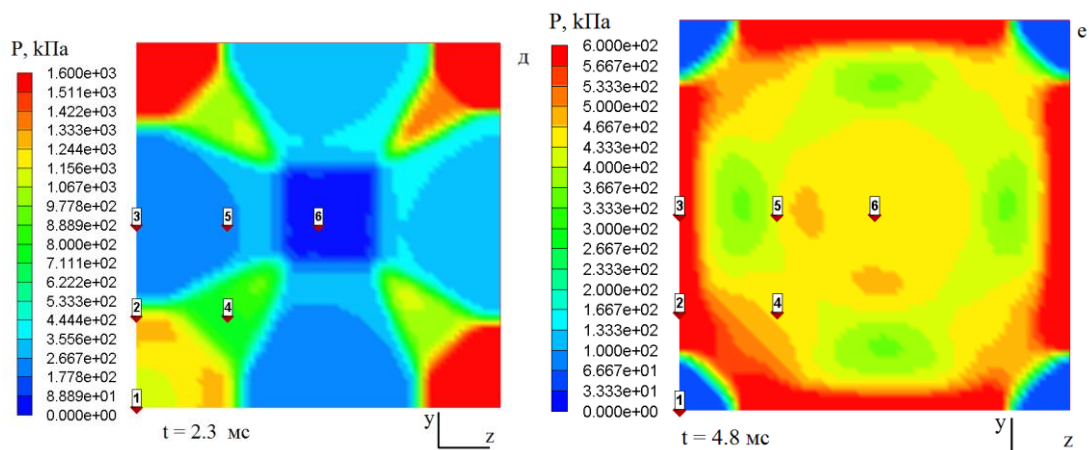 P, кПа
1.600e+03
1.511e+03
1.422e+03
1.333e+03
1.244e+03
1.156e+03
1.067e+03
9.778e+02
8.889e+02
8.000e+02
7.111e+02
6.222e+02
5.333e+02
4.444e+02
3.556e+02
2.667e+02
1.778e+02
8.889e+01
0.000e+00
3
5
6
2
4
1
t = 2.3 мс
y
z
д
P, кПа
6.000e+02
5.667e+02
5.333e+02
5.000e+02
4.667e+02
4.333e+02
4.000e+02
3.667e+02
3.333e+02
3.000e+02
2.667e+02
2.333e+02
2.000e+02
1.667e+02
1.333e+02
1.000e+02
6.667e+01
3.333e+01
0.000e+00
3
5
6
2
4
1
t = 4.8 мс
y
z
е